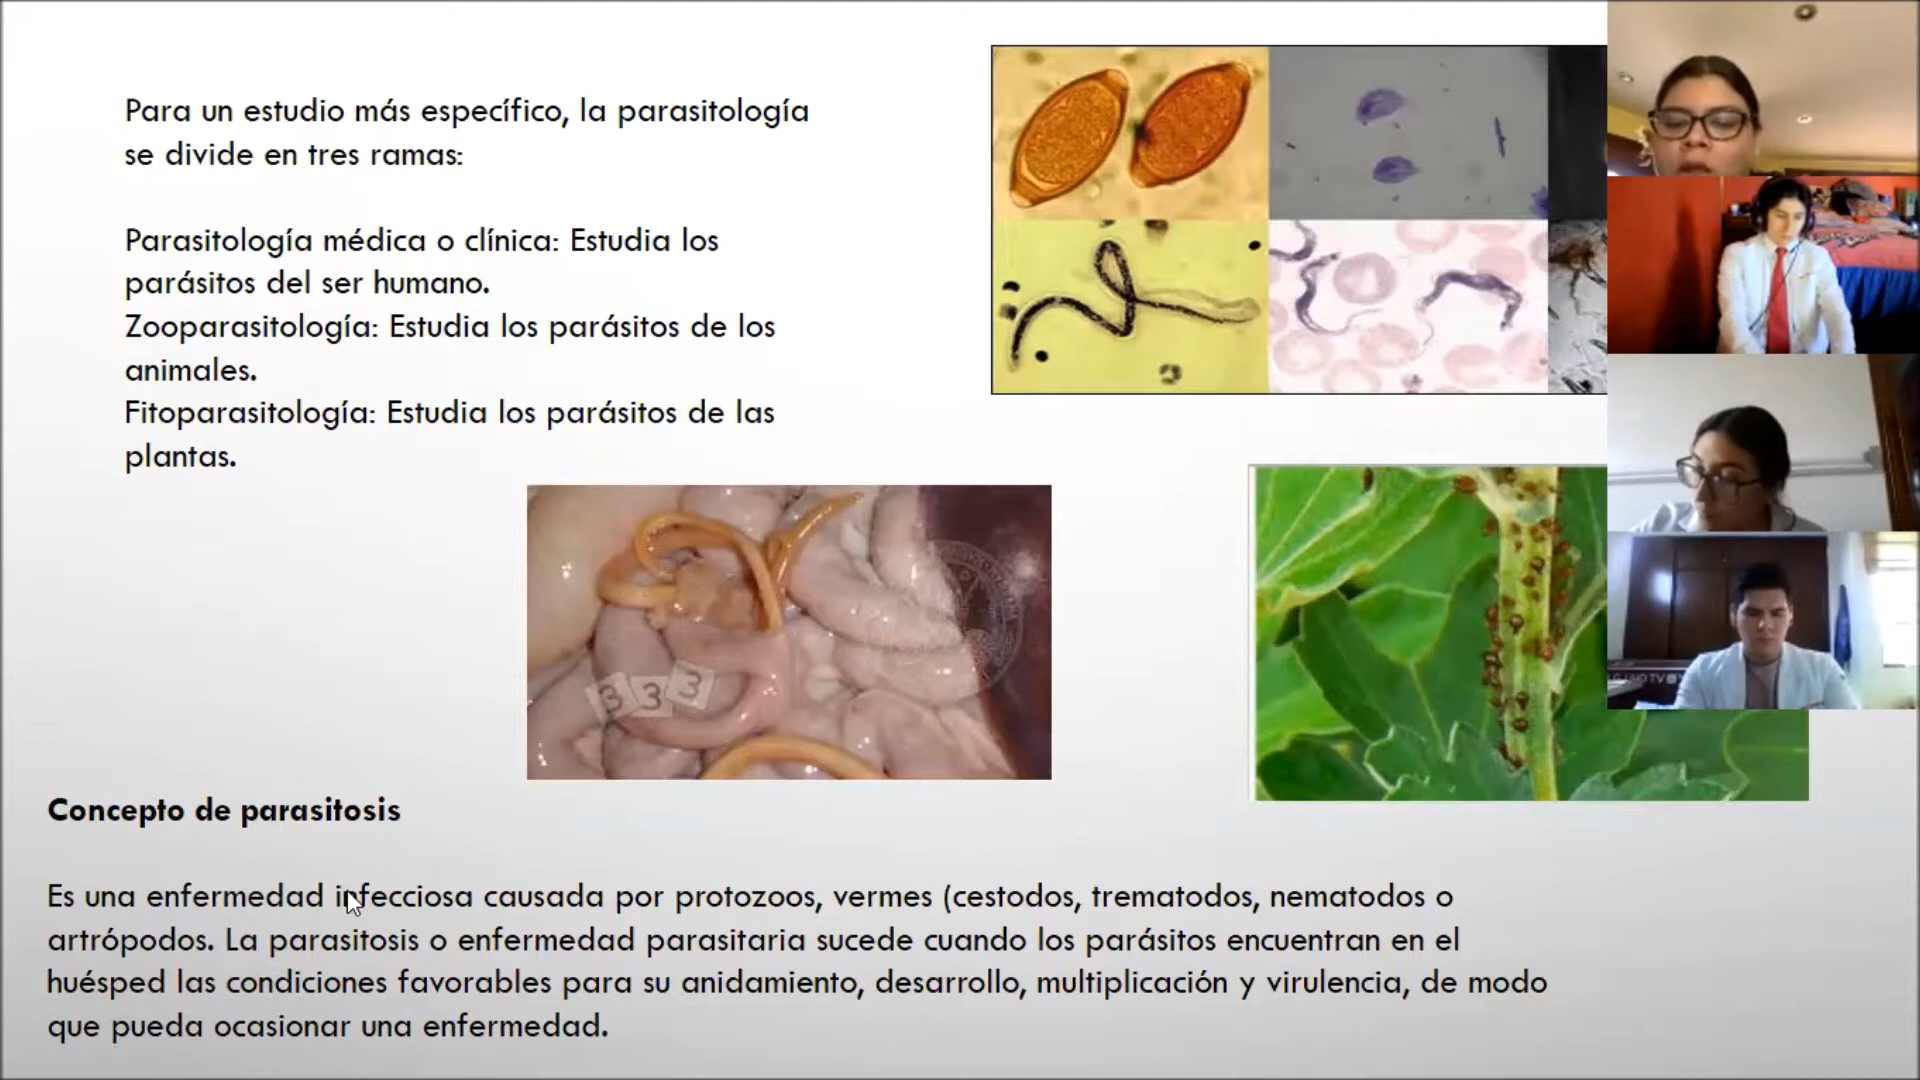 Para un estudio más específico, la parasitología
se divide en tres ramas:
Parasitología médica o clínica: Estudia los
parásitos del ser humano.
Zooparasitología: Estudia los parásitos de los
animales.
Fitoparasitología: Estudia los parásitos de las
plantas.
333
Concepto de parasitosis
Es una enfermedad infecciosa causada por protozoos, vermes (cestodos, trematodos, nematodos o
artrópodos. La parasitosis o enfermedad parasitaria sucede cuando los parásitos encuentran en el
huésped las condiciones favorables para su anidamiento, desarrollo, multiplicación y virulencia, de modo
que pueda ocasionar una enfermedad.